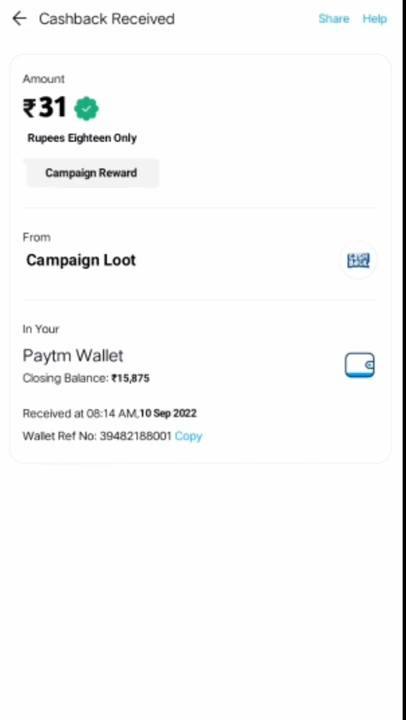 Cashback Received
Share Help
Amount
₹31
Rupees Eighteen Only
Campaign Reward
From
Campaign Loot
In Your
Paytm Wallet
Closing Balance: ₹15,875
Received at 08:14 AM,10 Sep 2022
Wallet Ref No: 39482188001 Copy